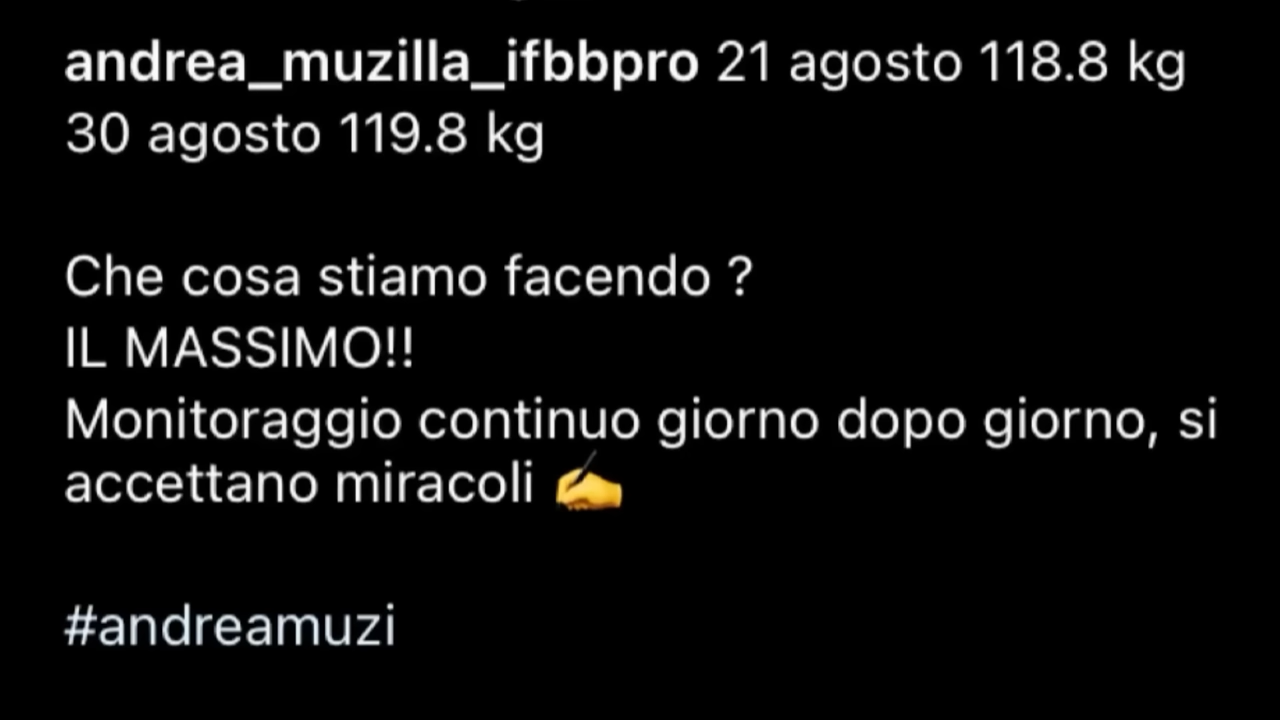 andrea_muzilla_ifbbpro 21 agosto 118.8 kg
30 agosto 119.8 kg
Che cosa stiamo facendo ?
IL MASSIMO!!
Monitoraggio continuo giorno dopo giorno, si
accettano miracoli ✍️
#andreamuzi